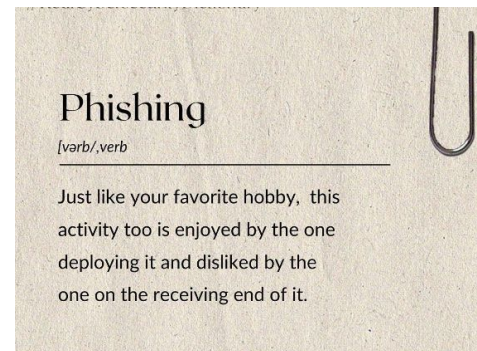 Phishing
[vərb/,verb
Just like your favorite hobby, this
activity too is enjoyed by the one
deploying it and disliked by the
one on the receiving end of it.